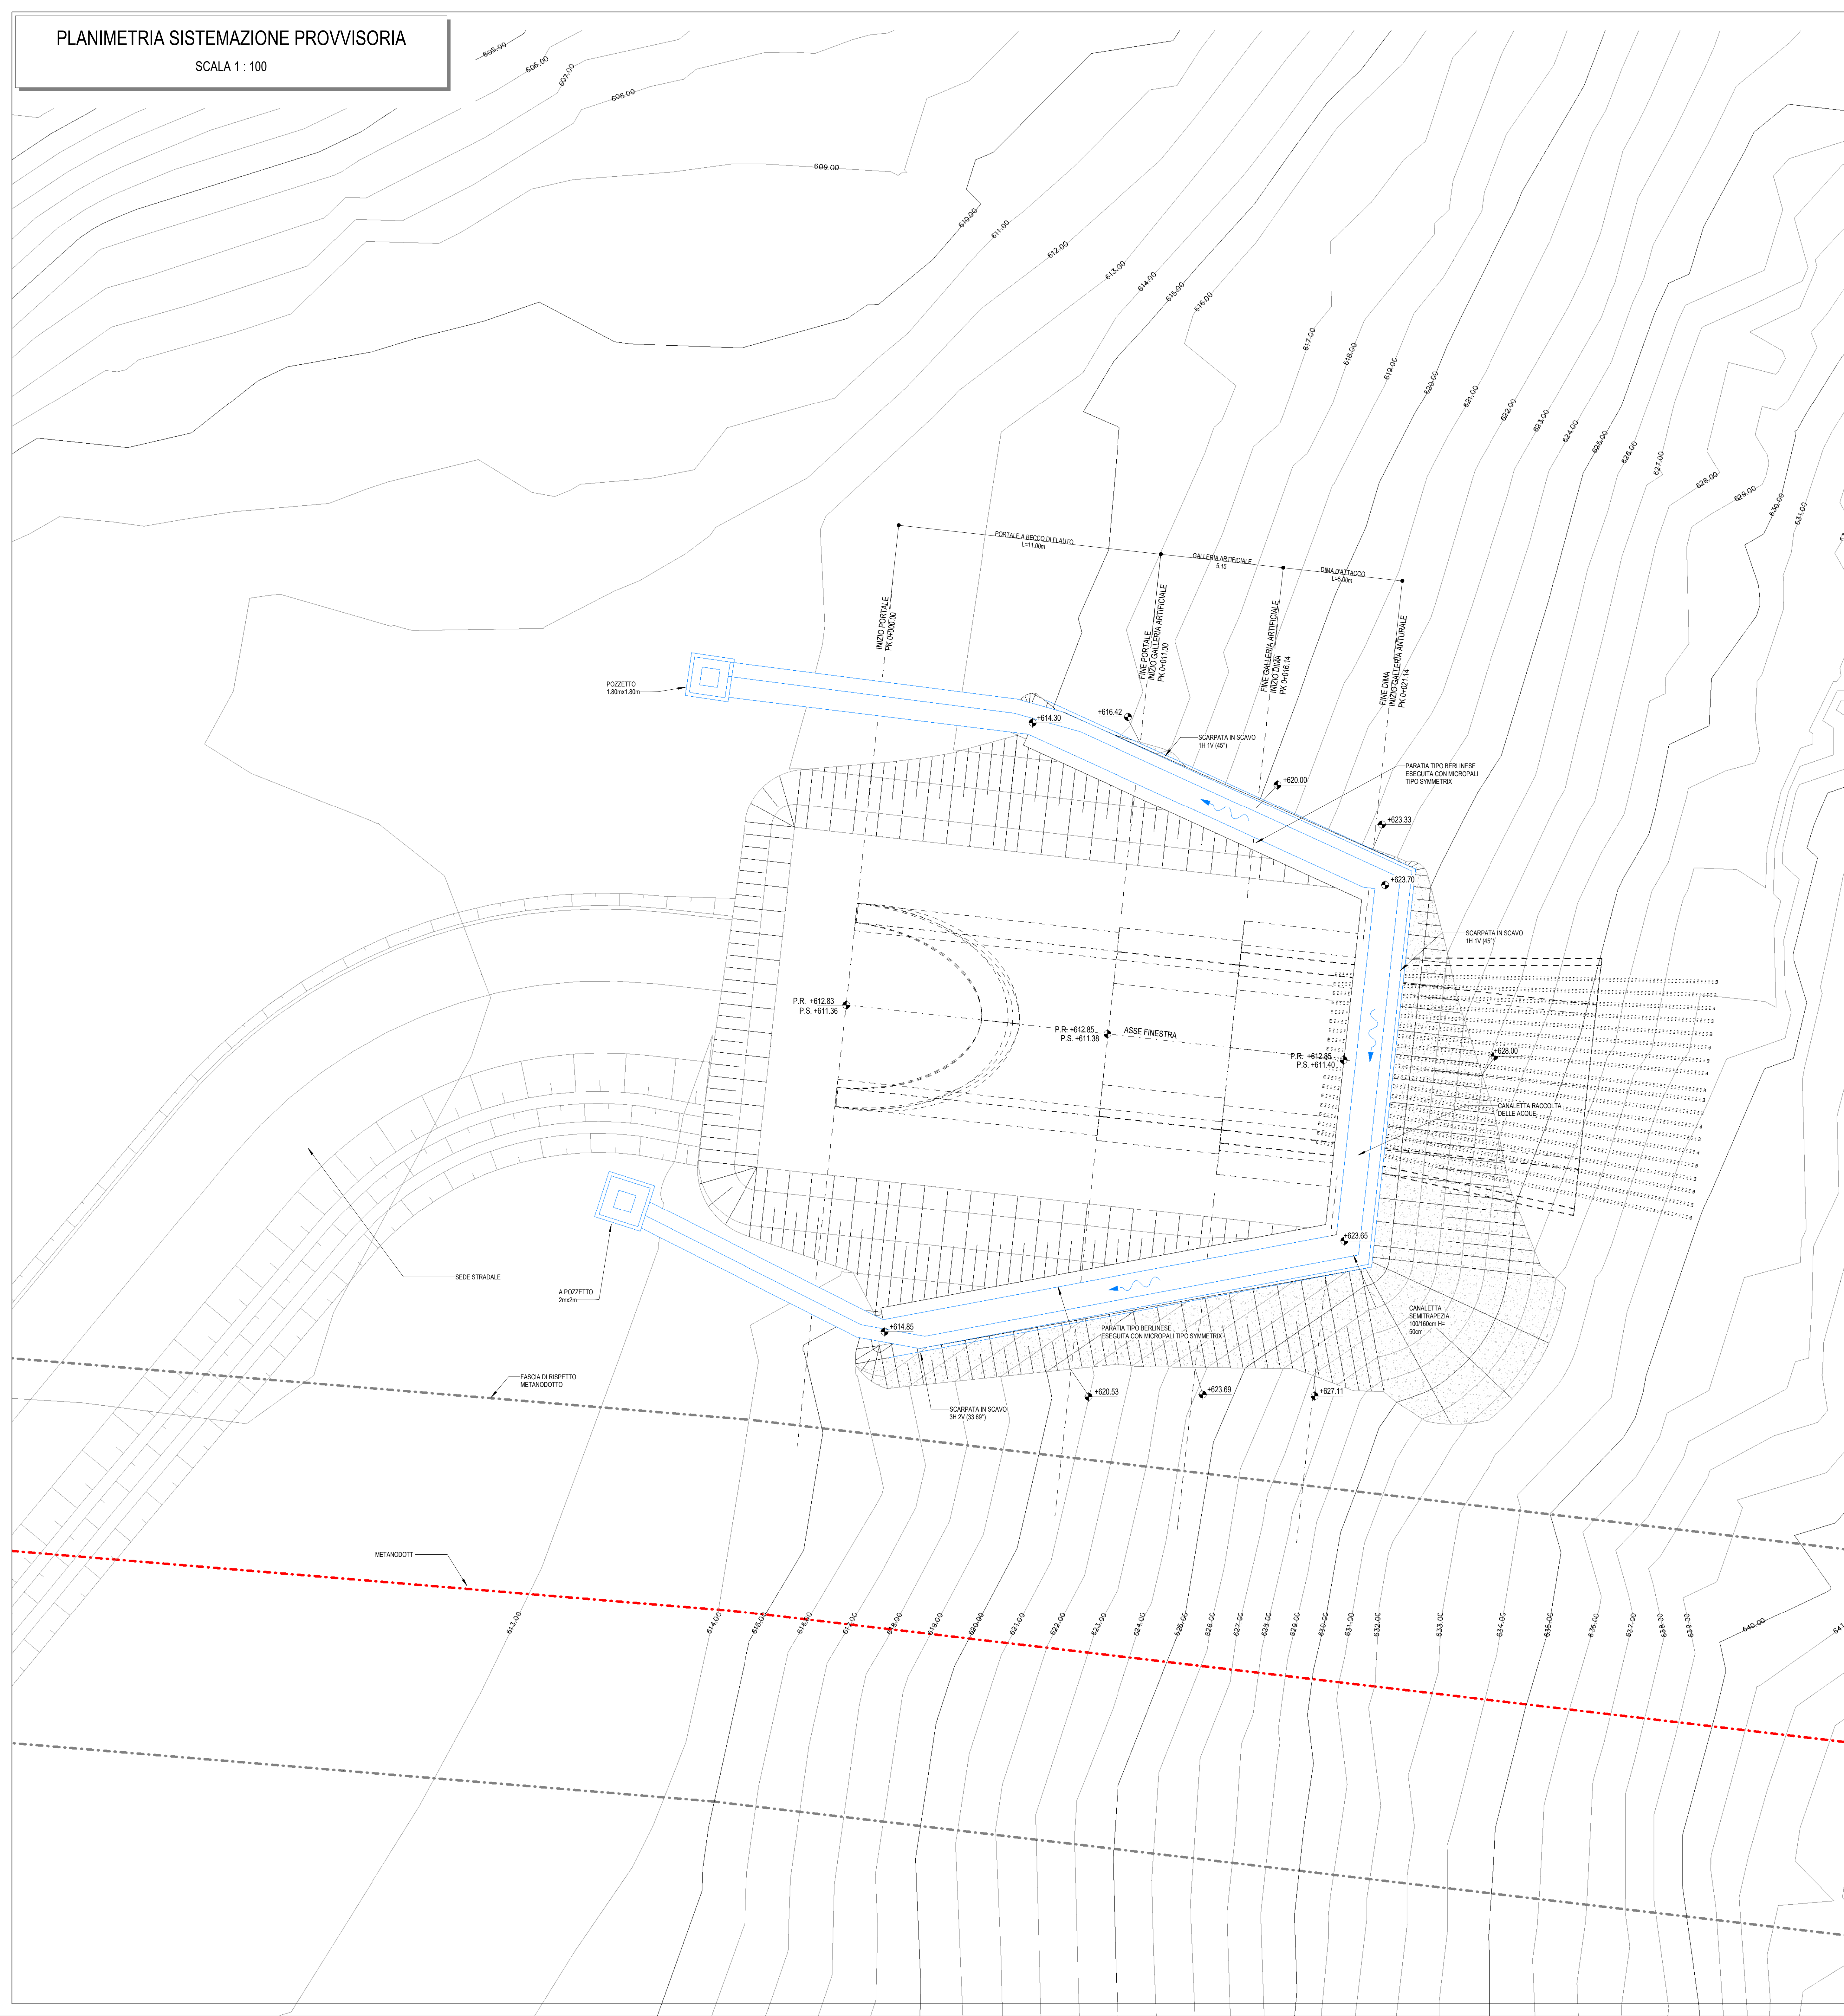 PLANIMETRIA SISTEMAZIONE PROVVISORIA
SCALA 1 : 100
605.00
606.00
607.00
608.00
609.00
610.00
611.00
612.00
613.00
614.00
615.00
616.00
617.00
618.00
619.00
620.00
621.00
622.00
623.00
624.00
625.00
626.00
627.00
628.00
629.00
630.00
631.00
PORTALE A BECCO DI FLAUTO
L=11.00m
GALLERIA ARTIFICIALE
5.15
DIMA D'ATTACCO
L=5.00m
INIZIO PORTALE
PK 0+000.00
FINE PORTALE
INIZIO GALLERIA ARTIFICIALE
PK 0+011.00
FINE GALLERIA ARTIFICIALE
INIZIO DIMA
PK 0+016.14
FINE DIMA
INIZIO GALLERIA ANTURALE
PK 0+021.14
POZZETTO
1.80mx1.80m
+614.30
+616.42
SCARPATA IN SCAVO
1H 1V (45°)
PARATIA TIPO BERLINESE
ESEGUITA CON MICROPALI
TIPO SYMMETRIX
+620.00
+623.33
+623.70
SCARPATA IN SCAVO
1H 1V (45°)
P.R. +612.83
P.S. +611.36
P.R. +612.85
P.S. +611.38
ASSE FINESTRA
P.R. +612.85
P.S. +611.40
+628.00
CANALETTA RACCOLTA
DELLE ACQUE
+623.65
SEDE STRADALE
A POZZETTO
2mx2m
+614.85
CANALETTA
SEMITRAPEZIA
100/160cm H=
50cm
PARATIA TIPO BERLINESE
ESEGUITA CON MICROPALI TIPO SYMMETRIX
FASCIA DI RISPETTO
METANODOTTO
+620.53
+623.69
+627.11
SCARPATA IN SCAVO
3H 2V (33.69°)
METANODOTT
613.00
614.00
615.00
616.00
617.00
618.00
619.00
620.00
621.00
622.00
623.00
624.00
625.00
626.00
627.00
628.00
629.00
630.00
631.00
632.00
633.00
634.00
635.00
636.00
637.00
638.00
639.00
640.00